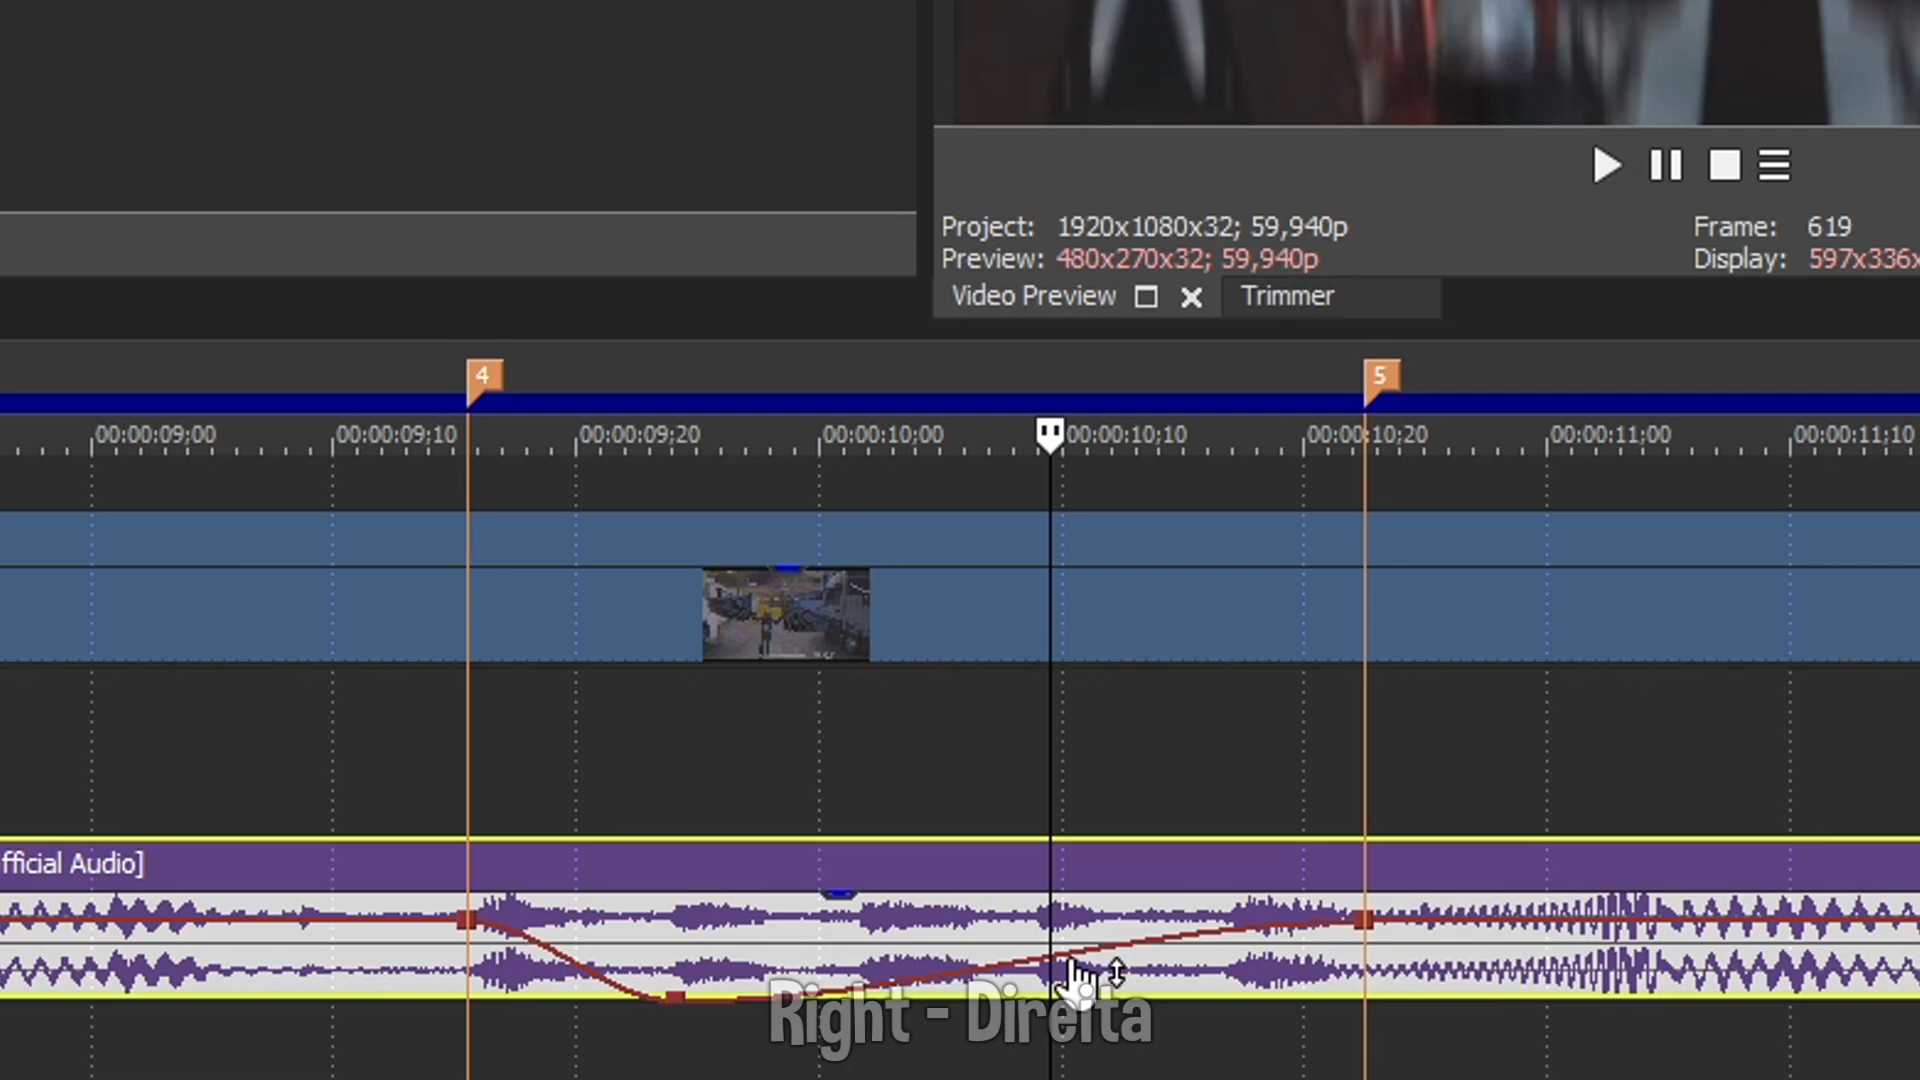 Project: 1920x1080x32; 59,940p
Frame: 619
Preview: 480x270x32; 59,940p
Display: 597x336x
Video Preview
Trimmer
4
5
00:00:09;00
00:00:09;10
00:00:09;20
00:00:10;00
00:00:10;10
00:00:10;20
00:00:11;00
00:00:11;10
fficial Audio]
Right - Direita